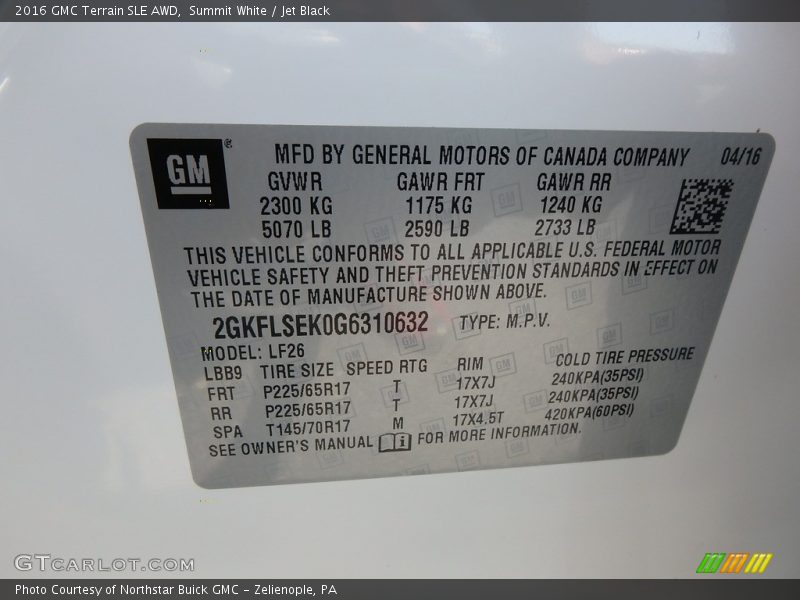 2016 GMC Terrain SLE AWD, Summit White / Jet Black
GM®
MFD BY GENERAL MOTORS OF CANADA COMPANY 04/16
GVWR GAWR FRT GAWR RR
2300 KG 1175 KG 1240 KG
5070 LB 2590 LB 2733 LB
THIS VEHICLE CONFORMS TO ALL APPLICABLE U.S. FEDERAL MOTOR
VEHICLE SAFETY AND THEFT PREVENTION STANDARDS IN EFFECT ON
THE DATE OF MANUFACTURE SHOWN ABOVE.
2GKFLSEK0G6310632 TYPE: M.P.V.
MODEL: LF26
LBB9 TIRE SIZE SPEED RTG RIM COLD TIRE PRESSURE
FRT P225/65R17 T 17X7J 240KPA(35PSI)
RR P225/65R17 T 17X7J 240KPA(35PSI)
SPA T145/70R17 M 17X4.5T 420KPA(60PSI)
SEE OWNER'S MANUAL FOR MORE INFORMATION.
GTCARLOT.COM
Photo Courtesy of Northstar Buick GMC - Zelienople, PA